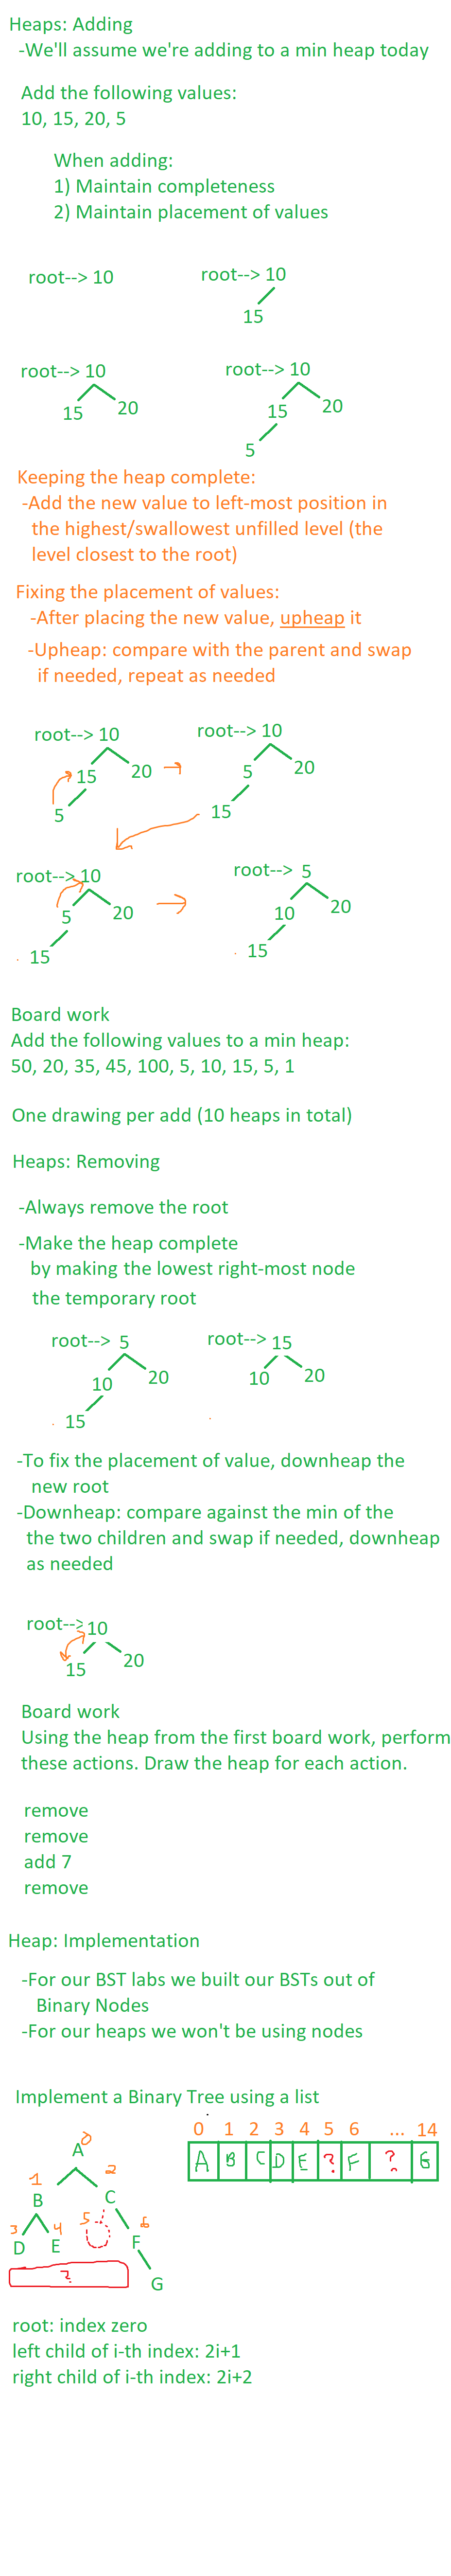 Heaps: Adding
-We'll assume we're adding to a min heap today
Add the following values:
10, 15, 20, 5
When adding:
1) Maintain completeness
2) Maintain placement of values
root--> 10
root--> 10
15
root--> 10
15 20
root--> 10
15 20
5
Keeping the heap complete:
-Add the new value to left-most position in
the highest/swallowest unfilled level (the
level closest to the root)
Fixing the placement of values:
-After placing the new value, upheap it
-Upheap: compare with the parent and swap
if needed, repeat as needed
root--> 10
15 20
5
root--> 10
5 20
15
root--> 10
5 20
15
root--> 5
10 20
15
Board work
Add the following values to a min heap:
50, 20, 35, 45, 100, 5, 10, 15, 5, 1
One drawing per add (10 heaps in total)
Heaps: Removing
-Always remove the root
-Make the heap complete
by making the lowest right-most node
the temporary root
root--> 5
10 20
15
root--> 15
10 20
-To fix the placement of value, downheap the
new root
-Downheap: compare against the min of the
the two children and swap if needed, downheap
as needed
root--> 10
15 20
Board work
Using the heap from the first board work, perform
these actions. Draw the heap for each action.
remove
remove
add 7
remove
Heap: Implementation
-For our BST labs we built our BSTs out of
Binary Nodes
-For our heaps we won't be using nodes
Implement a Binary Tree using a list
0 1 2 3 4 5 6 ... 14
A B C D E ? F ? G
A 0
1 2
B C
3 4 5 6
D E F
? G
root: index zero
left child of i-th index: 2i+1
right child of i-th index: 2i+2